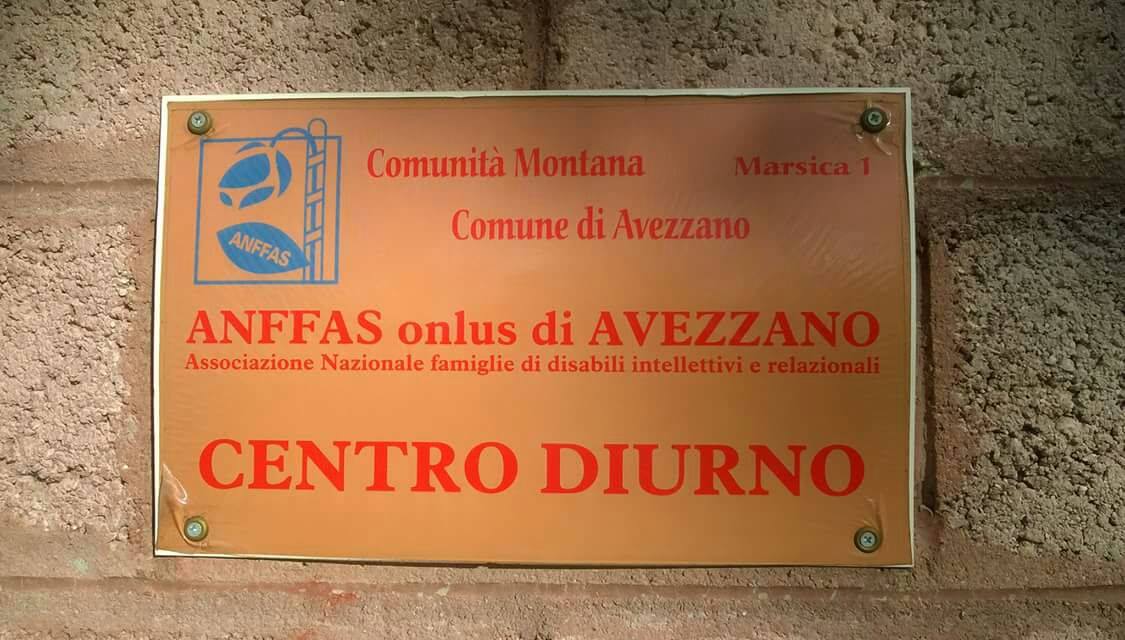 Comunità Montana Marsica 1
Comune di Avezzano
ANFFAS
ANFFAS onlus di AVEZZANO
Associazione Nazionale famiglie di disabili intellettivi e relazionali
CENTRO DIURNO